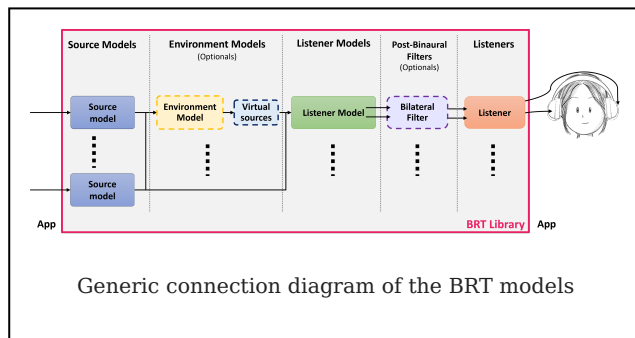 Source Models
Environment Models
(Optionals)
Listener Models
Post-Binaural
Filters
(Optionals)
Listeners
Source
model
Environment
Model
Virtual
sources
Listener Model
Bilateral
Filter
Listener
Source
model
App
BRT Library
App
Generic connection diagram of the BRT models